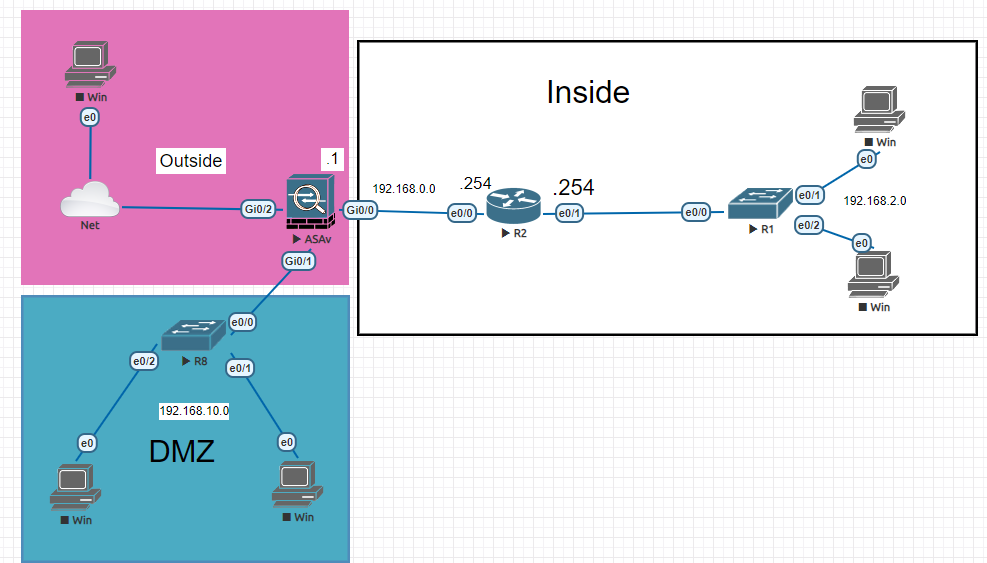 Win
e0
Outside
Net
Gi0/2
.1
ASAv
Gi0/0
Gi0/1
Inside
192.168.0.0
.254
e0/0
R2
.254
e0/1
e0/0
R1
e0/1
e0/2
Win
e0
192.168.2.0
e0
Win
e0/0
R8
e0/2
e0/1
192.168.10.0
DMZ
e0
Win
e0
Win